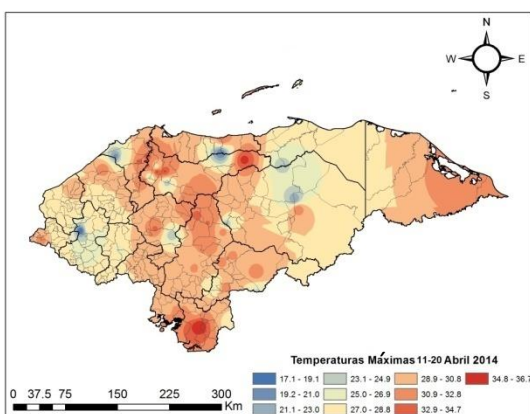 N
W E
S
Temperaturas Máximas 11-20 Abril 2014
17.1 - 19.1 23.1 - 24.9 28.9 - 30.8 34.8 - 36.7
19.2 - 21.0 25.0 - 26.9 30.9 - 32.8
21.1 - 23.0 27.0 - 28.8 32.9 - 34.7
0 37.5 75 150 225 300
Km